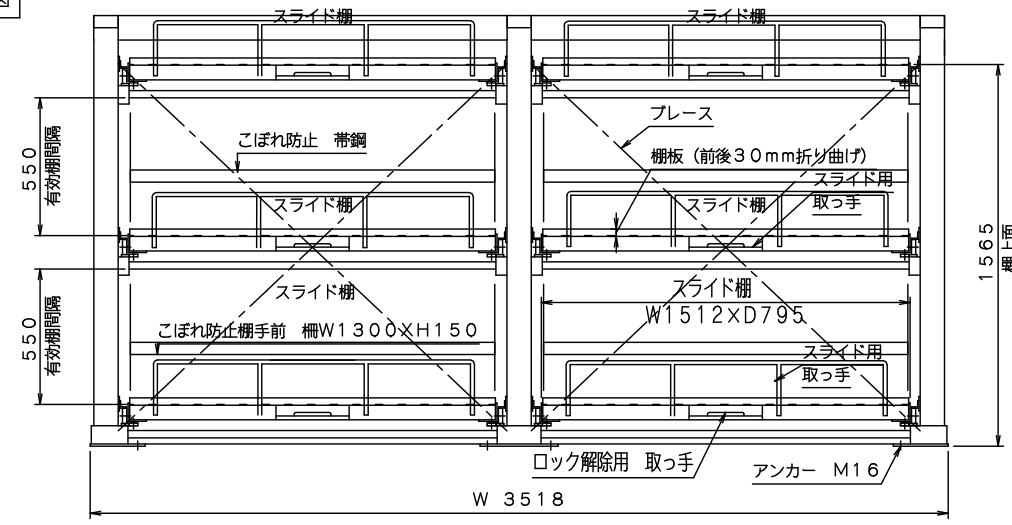 スライド棚
スライド棚
ブレース
こぼれ防止 帯鋼
棚板（前後30mm折り曲げ）
スライド用
取っ手
550
有効棚間隔
スライド棚
スライド棚
1565
棚上面
スライド棚
スライド棚
W1512×D795
550
有効棚間隔
こぼれ防止棚手前 柵W1300×H150
スライド用
取っ手
ロック解除用 取っ手
アンカー M16
W 3518